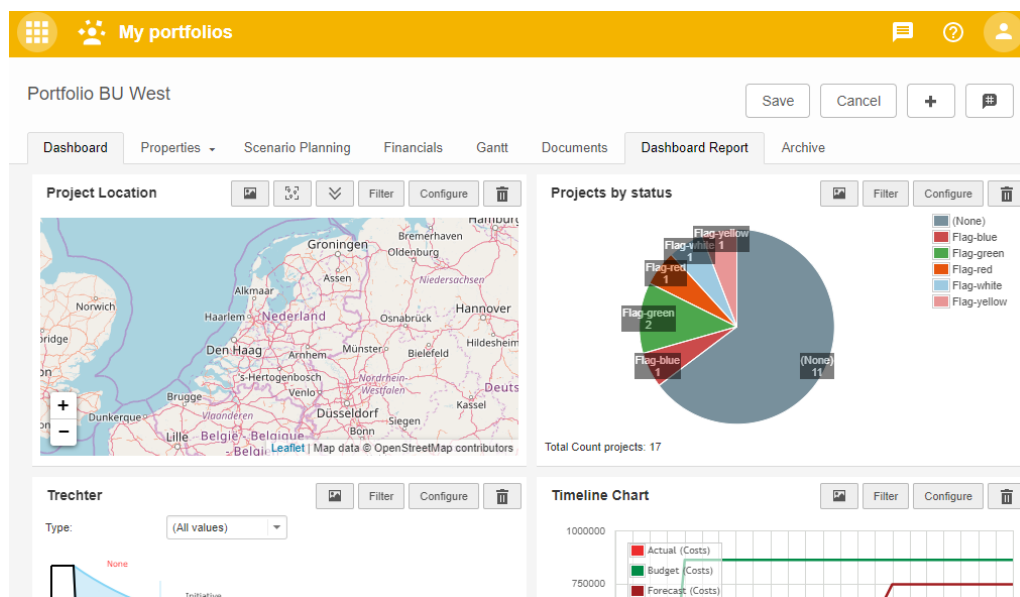 My portfolios
Portfolio BU West
Save
Cancel
Dashboard
Properties
Scenario Planning
Financials
Gantt
Documents
Dashboard Report
Archive
Project Location
Filter
Configure
Hamburg
Bremerhaven
Groningen
Oldenburg
Assen
Niedersachsen
Alkmaar
Norwich
Haarlem
Nederland
Osnabrück
Hannover
Hildesheim
Den Haag
Arnhem
Münster
Bielefeld
's-Hertogenbosch
Nordrhein-
Westfalen
Venlo
Deuts
Brugge
Kassel
Dunkerque
Vlaanderen
Düsseldorf
Siegen
Bonn
Lille
België - Belgique
- Belgi
+
−
Leaflet | Map data © OpenStreetMap contributors
Projects by status
Filter
Configure
Flag-yellow
1
Flag-white
1
Flag-red
1
Flag-green
2
Flag-blue
1
(None)
11
(None)
Flag-blue
Flag-green
Flag-red
Flag-white
Flag-yellow
Total Count projects: 17
Trechter
Filter
Configure
Type:
(All values)
None
Initiative
Timeline Chart
Filter
Configure
1000000
750000
Actual (Costs)
Budget (Costs)
Forecast (Costs)